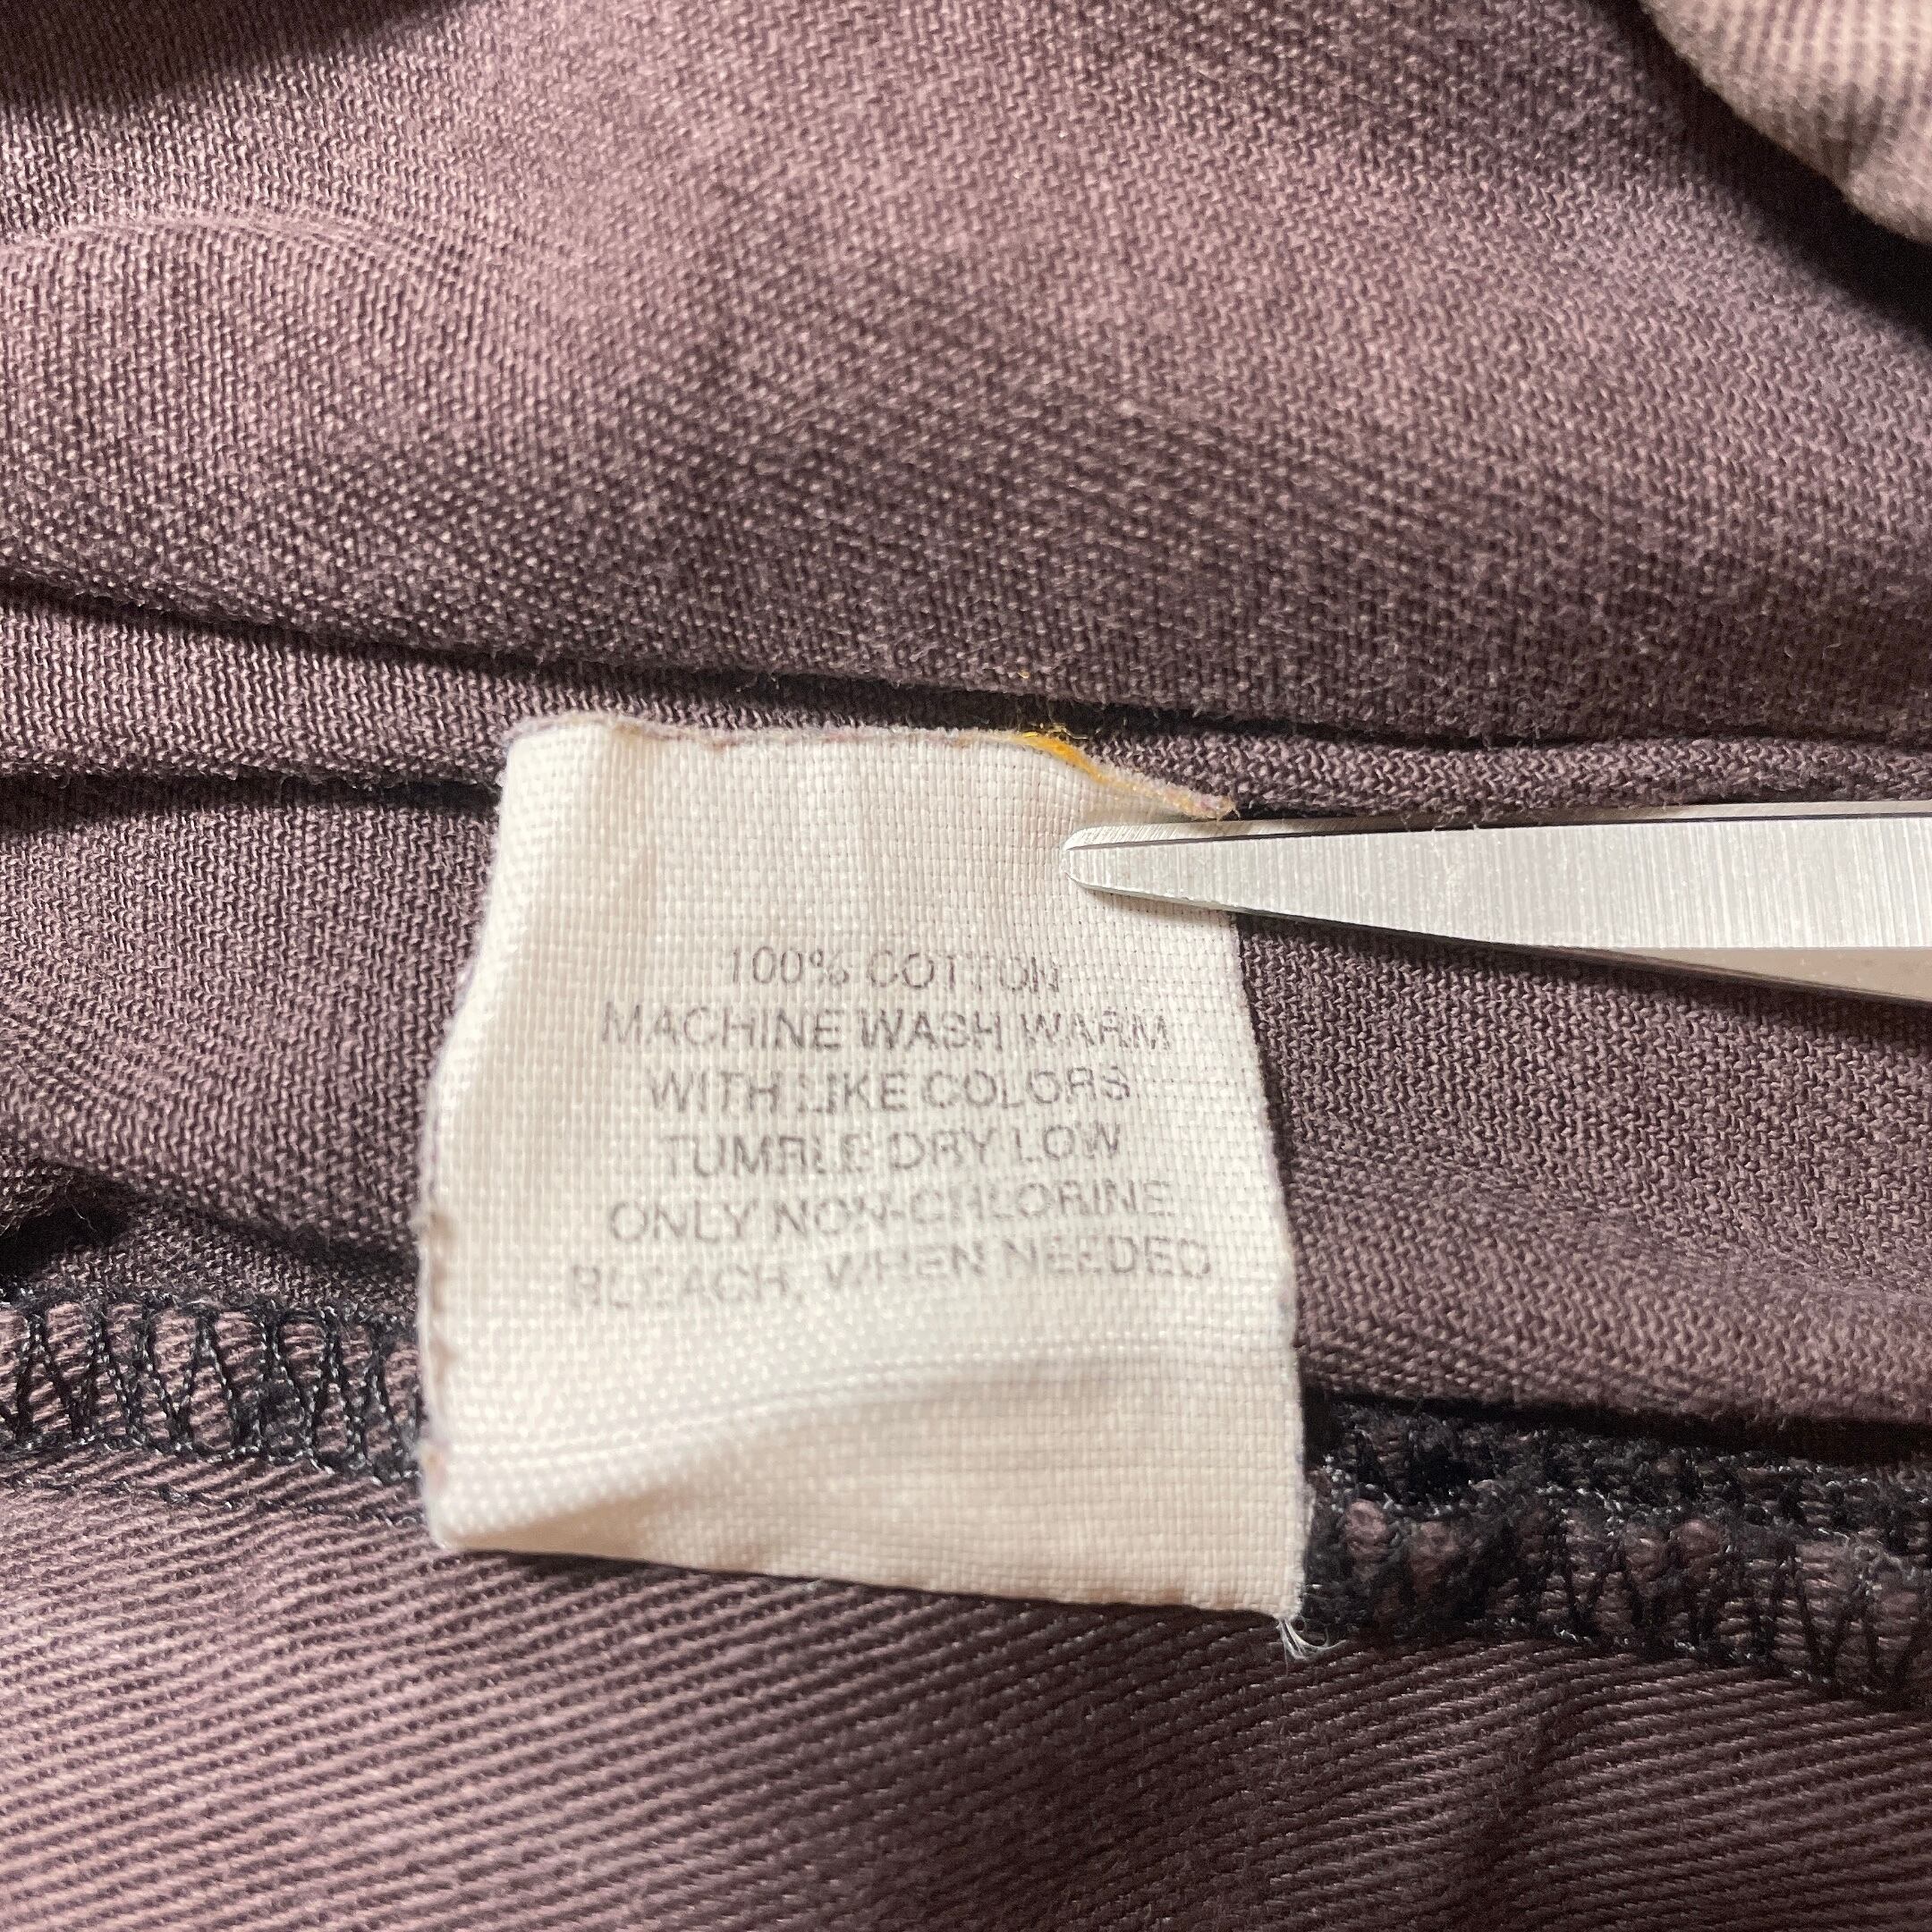 100% COTTON
MACHINE WASH WARM
WITH LIKE COLORS
TUMBLE DRY LOW
ONLY NON-CHLORINE
BLEACH, WHEN NEEDED